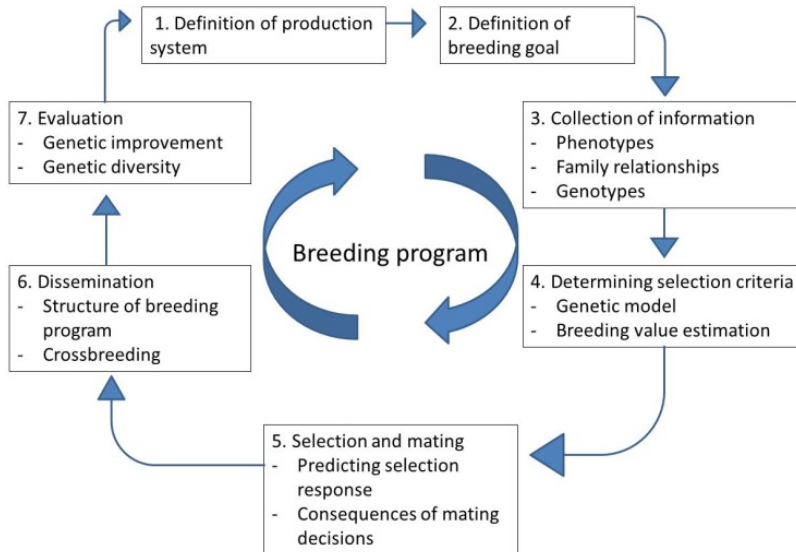 1. Definition of production
system
2. Definition of
breeding goal
3. Collection of information
- Phenotypes
- Family relationships
- Genotypes
4. Determining selection criteria
- Genetic model
- Breeding value estimation
5. Selection and mating
- Predicting selection
response
- Consequences of mating
decisions
6. Dissemination
- Structure of breeding
program
- Crossbreeding
7. Evaluation
- Genetic improvement
- Genetic diversity
Breeding program